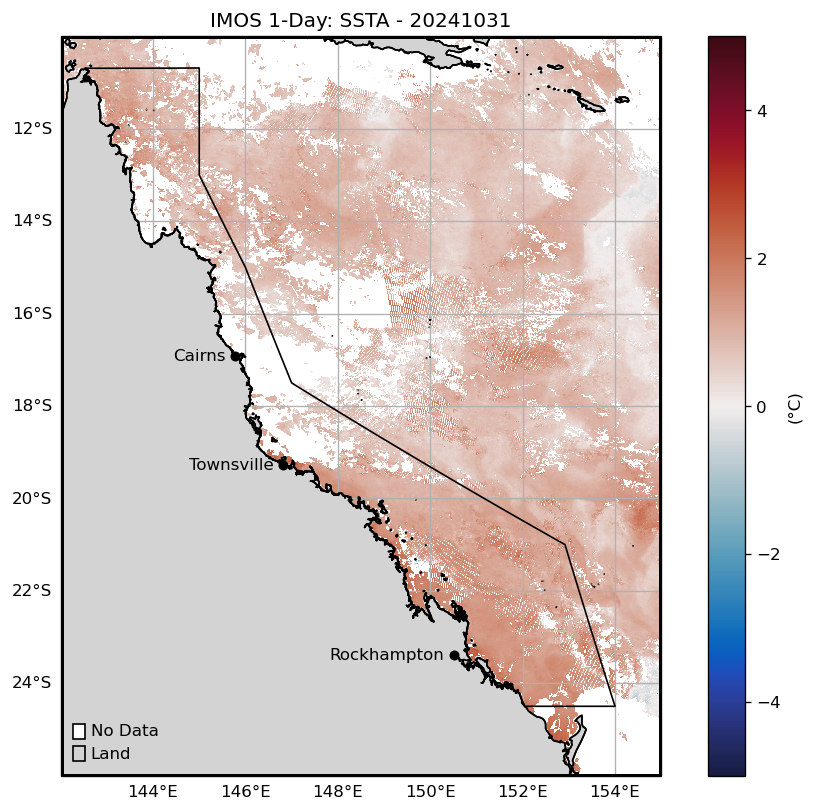 IMOS 1-Day: SSTA - 20241031
12°S
14°S
16°S
18°S
20°S
22°S
24°S
Cairns
Townsville
Rockhampton
No Data
Land
144°E 146°E 148°E 150°E 152°E 154°E
4
2
0
−2
−4
(°C)